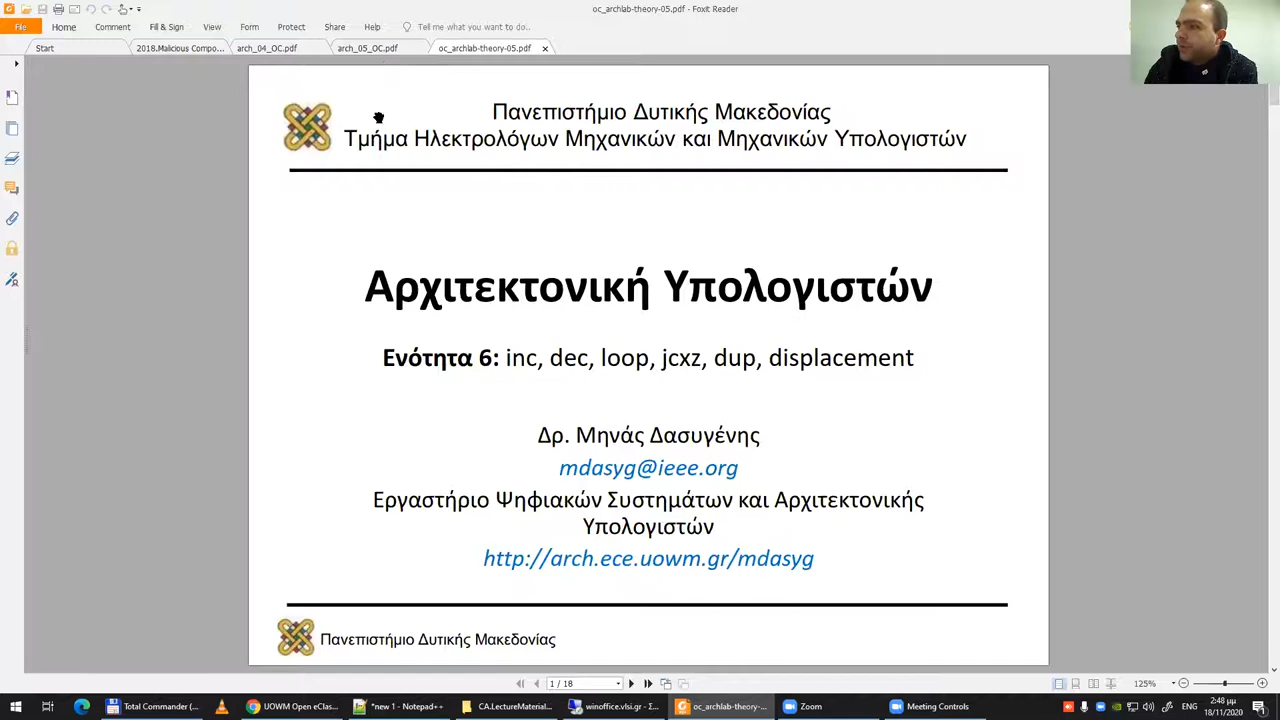 oc_archlab-theory-05.pdf - Foxit Reader
File Home Comment Fill & Sign View Form Protect Share Help Tell me what you want to do..
Start 2018.Malicious Compo... arch_04_OC.pdf arch_05_OC.pdf oc_archlab-theory-05.pdf
Πανεπιστήμιο Δυτικής Μακεδονίας
Τμήμα Ηλεκτρολόγων Μηχανικών και Μηχανικών Υπολογιστών
Αρχιτεκτονική Υπολογιστών
Ενότητα 6: inc, dec, loop, jcxz, dup, displacement
Δρ. Μηνάς Δασυγένης
mdasyg@ieee.org
Εργαστήριο Ψηφιακών Συστημάτων και Αρχιτεκτονικής
Υπολογιστών
http://arch.ece.uowm.gr/mdasyg
Πανεπιστήμιο Δυτικής Μακεδονίας
1 / 18 125%
Total Commander (... UOWM Open eClas... *new 1 - Notepad++ CA.LectureMaterial... winoffice.vlsi.gr - Σ... oc_archlab-theory-... Zoom Meeting Controls 2:48 μμ
18/11/2020